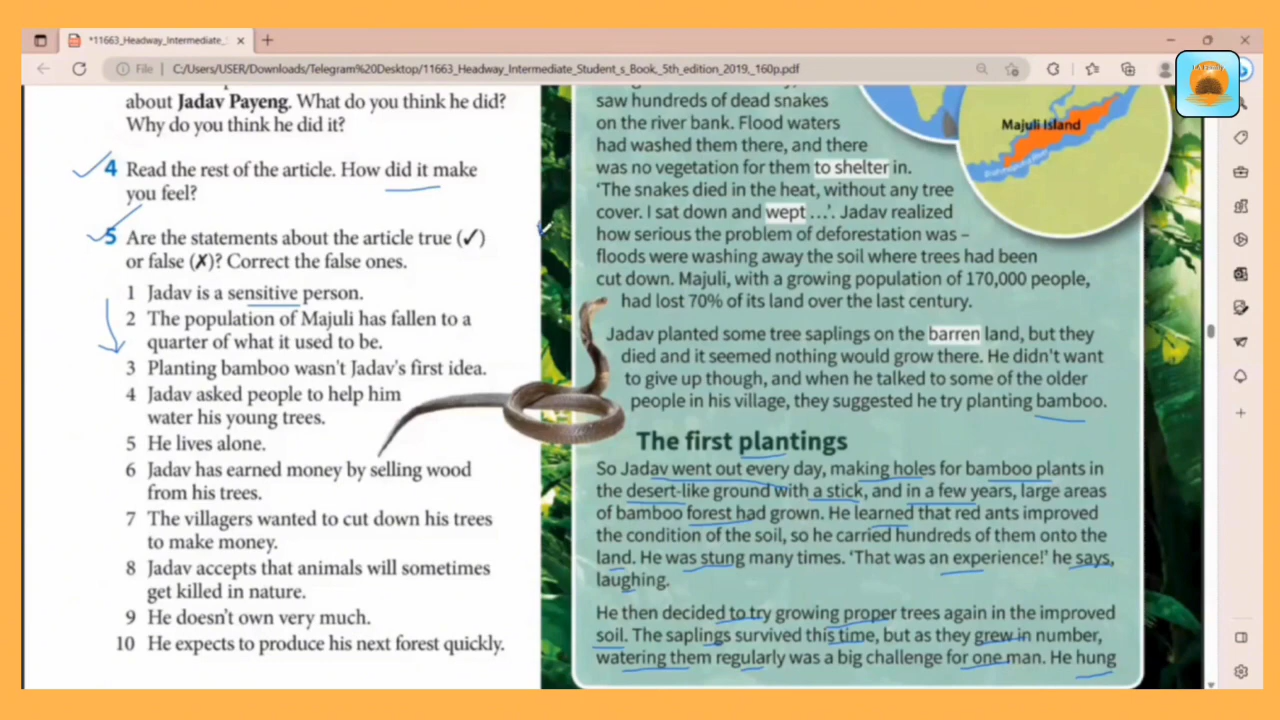 *11663_Headway_Intermediate_
File
C:/Users/USER/Downloads/Telegram%20Desktop/11663_Headway_Intermediate_Student_s_Book,_5th_edition_2019,_160p.pdf
about Jadav Payeng. What do you think he did?
Why do you think he did it?
4 Read the rest of the article. How did it make
you feel?
5 Are the statements about the article true (✓)
or false (✗)? Correct the false ones.
1 Jadav is a sensitive person.
2 The population of Majuli has fallen to a
quarter of what it used to be.
3 Planting bamboo wasn't Jadav's first idea.
4 Jadav asked people to help him
water his young trees.
5 He lives alone.
6 Jadav has earned money by selling wood
from his trees.
7 The villagers wanted to cut down his trees
to make money.
8 Jadav accepts that animals will sometimes
get killed in nature.
9 He doesn't own very much.
10 He expects to produce his next forest quickly.
saw hundreds of dead snakes
on the river bank. Flood waters
had washed them there, and there
was no vegetation for them to shelter in.
'The snakes died in the heat, without any tree
cover. I sat down and wept …'. Jadav realized
how serious the problem of deforestation was –
floods were washing away the soil where trees had been
cut down. Majuli, with a growing population of 170,000 people,
had lost 70% of its land over the last century.
Jadav planted some tree saplings on the barren land, but they
died and it seemed nothing would grow there. He didn't want
to give up though, and when he talked to some of the older
people in his village, they suggested he try planting bamboo.
The first plantings
So Jadav went out every day, making holes for bamboo plants in
the desert-like ground with a stick, and in a few years, large areas
of bamboo forest had grown. He learned that red ants improved
the condition of the soil, so he carried hundreds of them onto the
land. He was stung many times. 'That was an experience!' he says,
laughing.
He then decided to try growing proper trees again in the improved
soil. The saplings survived this time, but as they grew in number,
watering them regularly was a big challenge for one man. He hung
Majuli Island